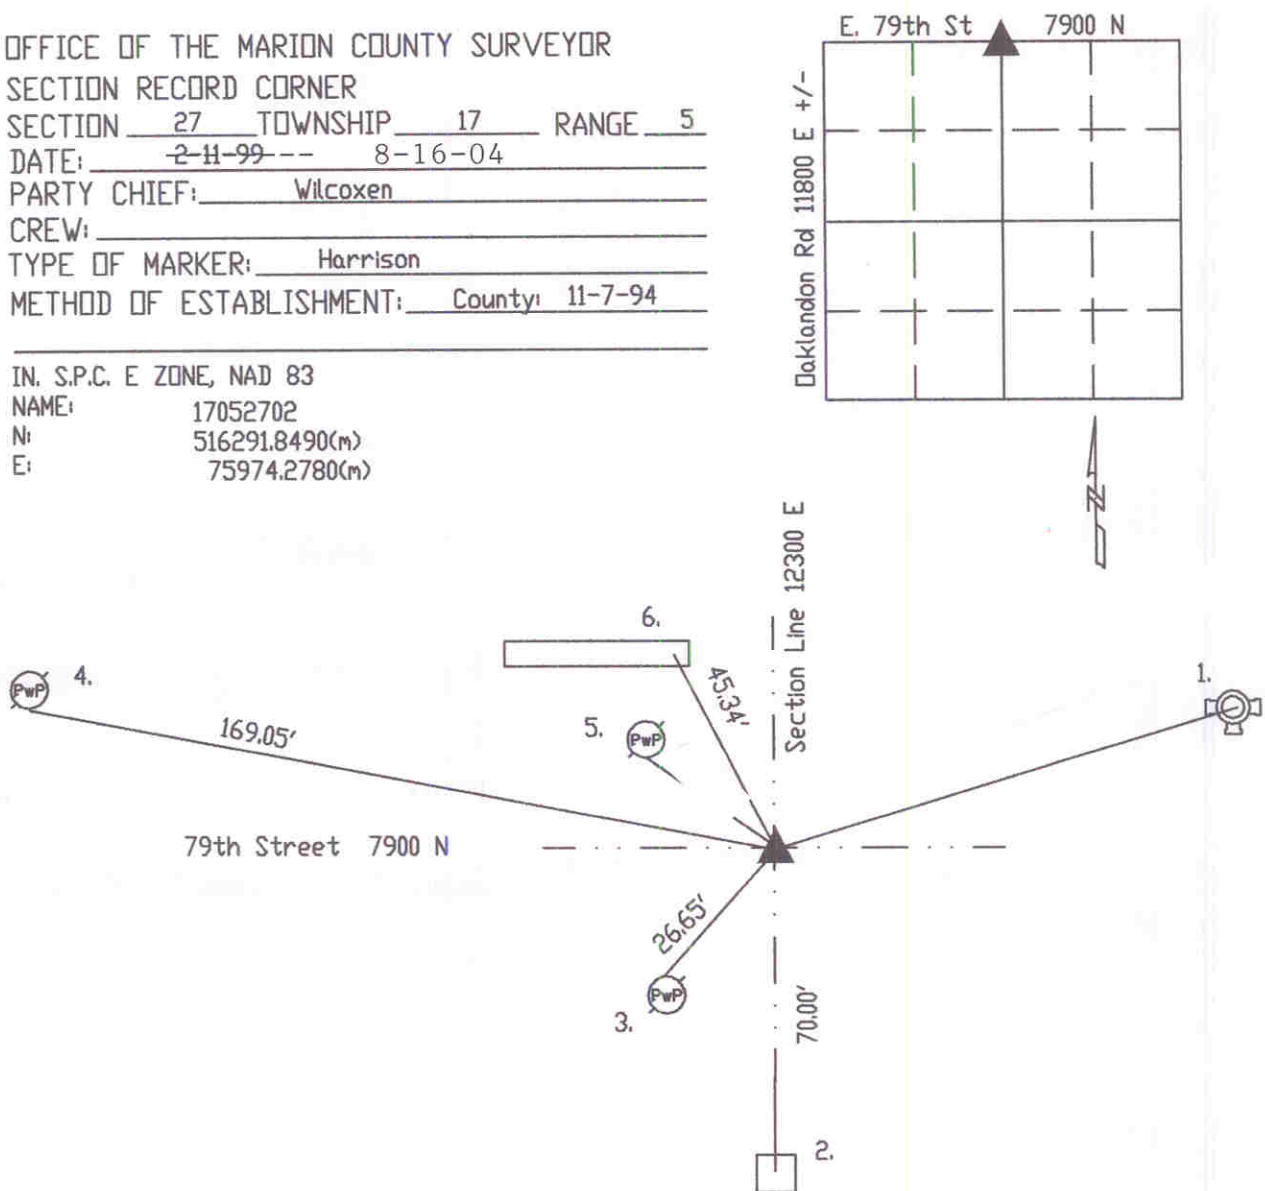 OFFICE OF THE MARION COUNTY SURVEYOR
SECTION RECORD CORNER
SECTION 27 TOWNSHIP 17 RANGE 5
DATE: 2-11-99--- 8-16-04
PARTY CHIEF: Wilcoxen
CREW:
TYPE OF MARKER: Harrison
METHOD OF ESTABLISHMENT: County: 11-7-94
IN. S.P.C. E ZONE, NAD 83
NAME: 17052702
N: 516291.8490(m)
E: 75974.2780(m)
E. 79th St 7900 N
Oaklandon Rd 11800 E +/-
N
Section Line 12300 E
6.
45.34'
1.
4.
PwP
169.05'
5.
PwP
79th Street 7900 N
26.65'
PwP
3.
70.00'
2.